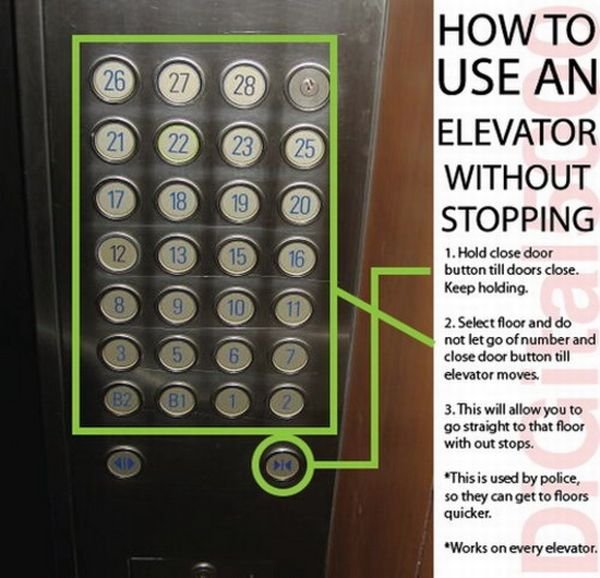 HOW TO
USE AN
ELEVATOR
WITHOUT
STOPPING
1. Hold close door
button till doors close.
Keep holding.
2. Select floor and do
not let go of number and
close door button till
elevator moves.
3. This will allow you to
go straight to that floor
with out stops.
*This is used by police,
so they can get to floors
quicker.
*Works on every elevator.
DiGitalSOCO
26 27 28
21 22 23 25
17 18 19 20
12 13 15 16
8 9 10 11
3 5 6 7
B2 B1 1 2